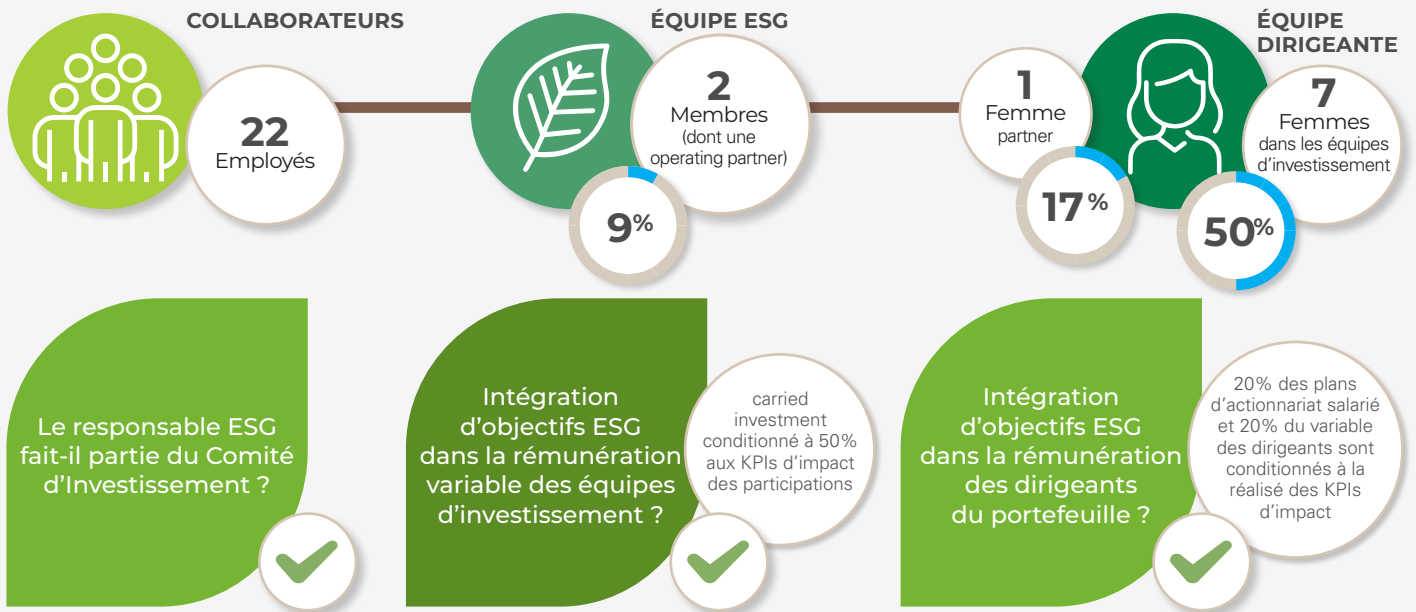 COLLABORATEURS
22
Employés
ÉQUIPE ESG
2
Membres
(dont une
operating partner)
9%
ÉQUIPE
DIRIGEANTE
1
Femme
partner
17%
7
Femmes
dans les équipes
d'investissement
50%
Le responsable ESG
fait-il partie du Comité
d'Investissement ?
Intégration
d'objectifs ESG
dans la rémunération
variable des équipes
d'investissement ?
carried
investment
conditionné à 50%
aux KPIs d'impact
des participations
Intégration
d'objectifs ESG
dans la rémunération
des dirigeants
du portefeuille ?
20% des plans
d'actionnariat salarié
et 20% du variable
des dirigeants sont
conditionnés à la
réalisé des KPIs
d'impact